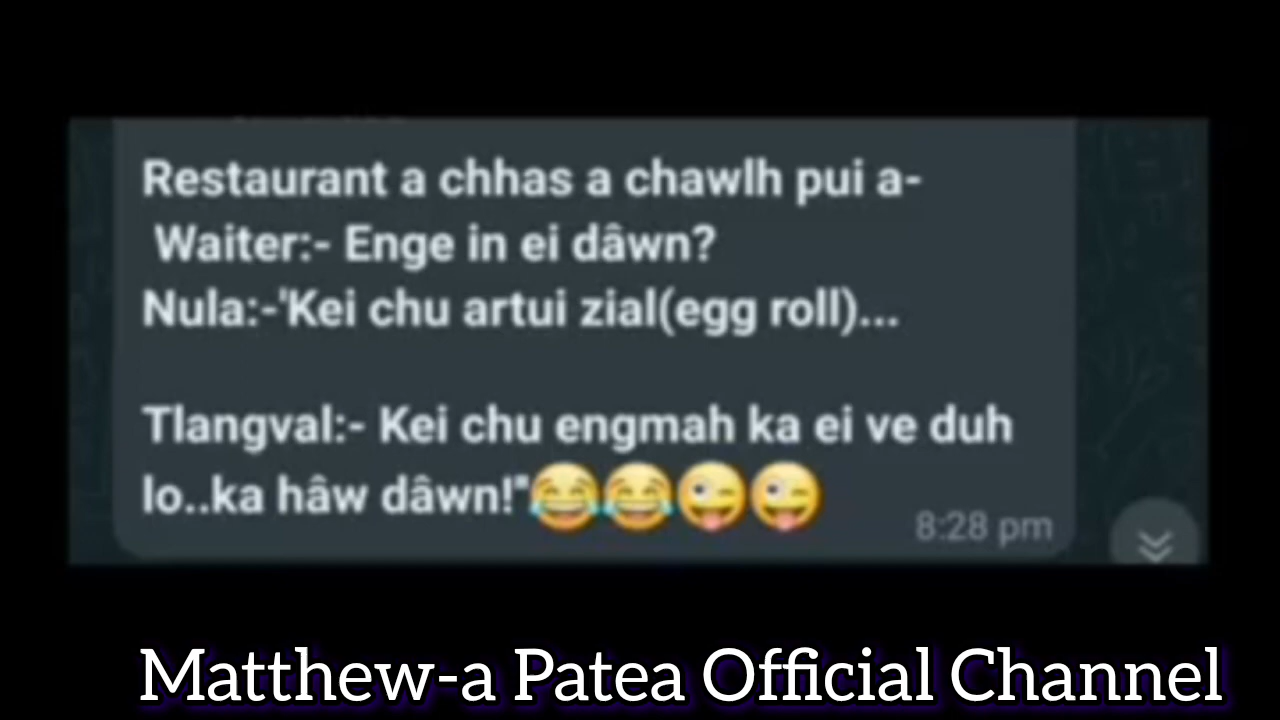 Restaurant a chhas a chawlh pui a-
Waiter:- Enge in ei dâwn?
Nula:-'Kei chu artui zial(egg roll)...
Tlangval:- Kei chu engmah ka ei ve duh
lo..ka hâw dâwn!"😂😂😜😜
8:28 pm
Matthew-a Patea Official Channel